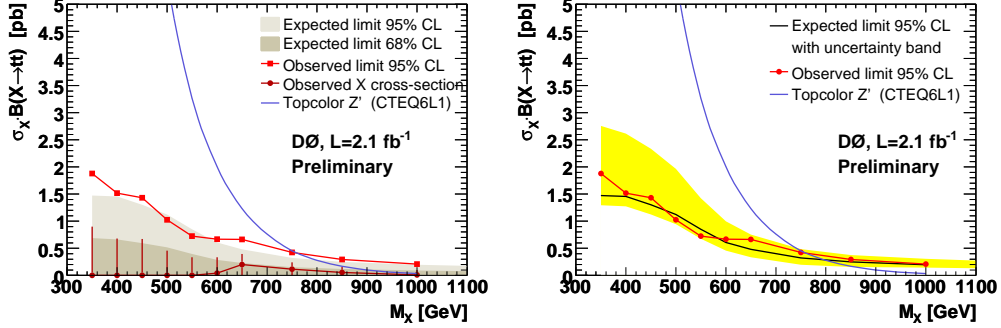 σX·B(X→tt) [pb]
5
4.5
4
3.5
3
2.5
2
1.5
1
0.5
0
Expected limit 95% CL
Expected limit 68% CL
Observed limit 95% CL
Observed X cross-section
Topcolor Z' (CTEQ6L1)
DØ, L=2.1 fb-1
Preliminary
300 400 500 600 700 800 900 1000 1100
MX [GeV]
σX·B(X→tt) [pb]
5
4.5
4
3.5
3
2.5
2
1.5
1
0.5
0
Expected limit 95% CL
with uncertainty band
Observed limit 95% CL
Topcolor Z' (CTEQ6L1)
DØ, L=2.1 fb-1
Preliminary
300 400 500 600 700 800 900 1000 1100
MX [GeV]